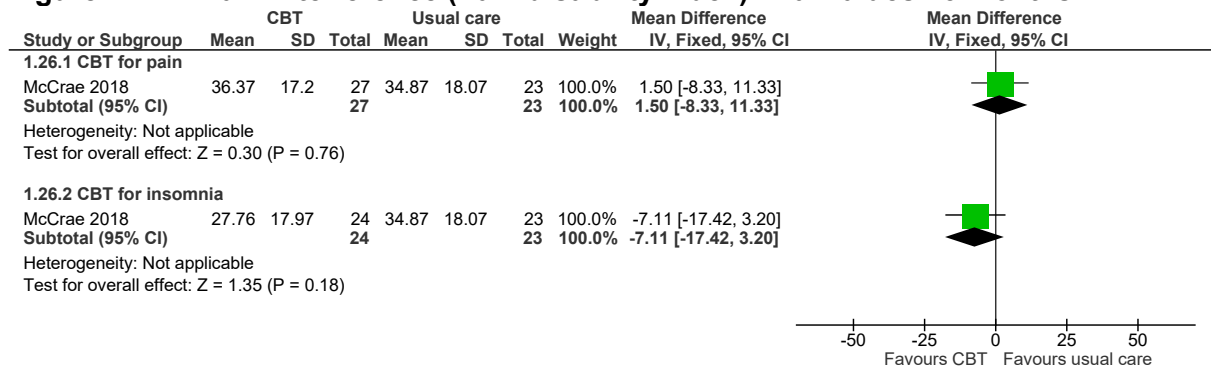 CBT Usual care Mean Difference Mean Difference
Study or Subgroup Mean SD Total Mean SD Total Weight IV, Fixed, 95% CI IV, Fixed, 95% CI
1.26.1 CBT for pain
McCrae 2018 36.37 17.2 27 34.87 18.07 23 100.0% 1.50 [-8.33, 11.33]
Subtotal (95% CI) 27 23 100.0% 1.50 [-8.33, 11.33]
Heterogeneity: Not applicable
Test for overall effect: Z = 0.30 (P = 0.76)
1.26.2 CBT for insomnia
McCrae 2018 27.76 17.97 24 34.87 18.07 23 100.0% -7.11 [-17.42, 3.20]
Subtotal (95% CI) 24 23 100.0% -7.11 [-17.42, 3.20]
Heterogeneity: Not applicable
Test for overall effect: Z = 1.35 (P = 0.18)
-50 -25 0 25 50
Favours CBT Favours usual care